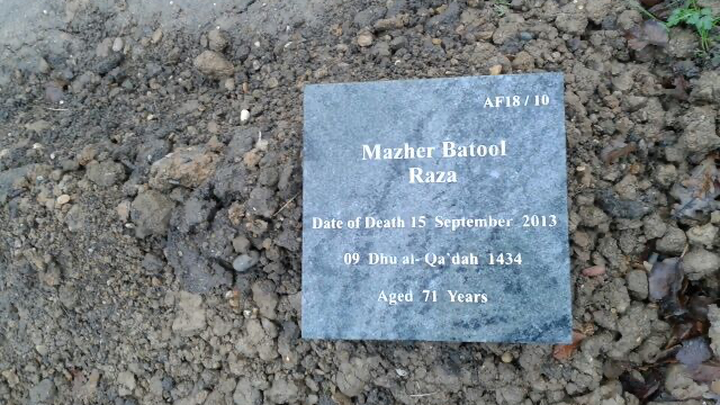 AF18 / 10
Mazher Batool
Raza
Date of Death 15 September 2013
09 Dhu al- Qa`dah 1434
Aged 71 Years